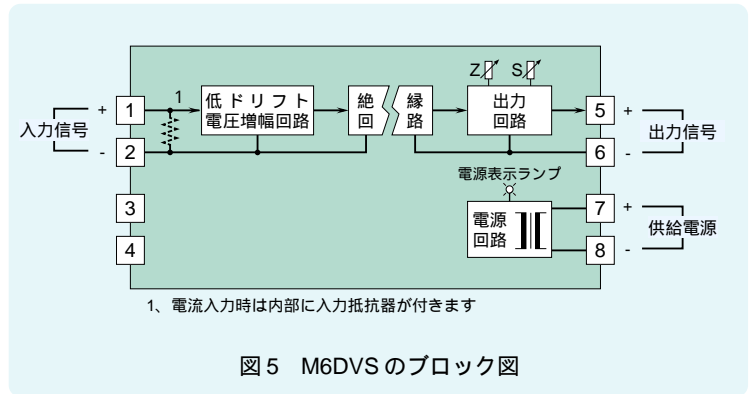 Z S
1
低ドリフト
電圧増幅回路
絶縁
回路
出力
回路
入力信号
+ 1
- 2
3
4
5 +
6 -
出力信号
電源表示ランプ
電源
回路
7 +
8 -
供給電源
1、電流入力時は内部に入力抵抗器が付きます
図5 M6DVSのブロック図